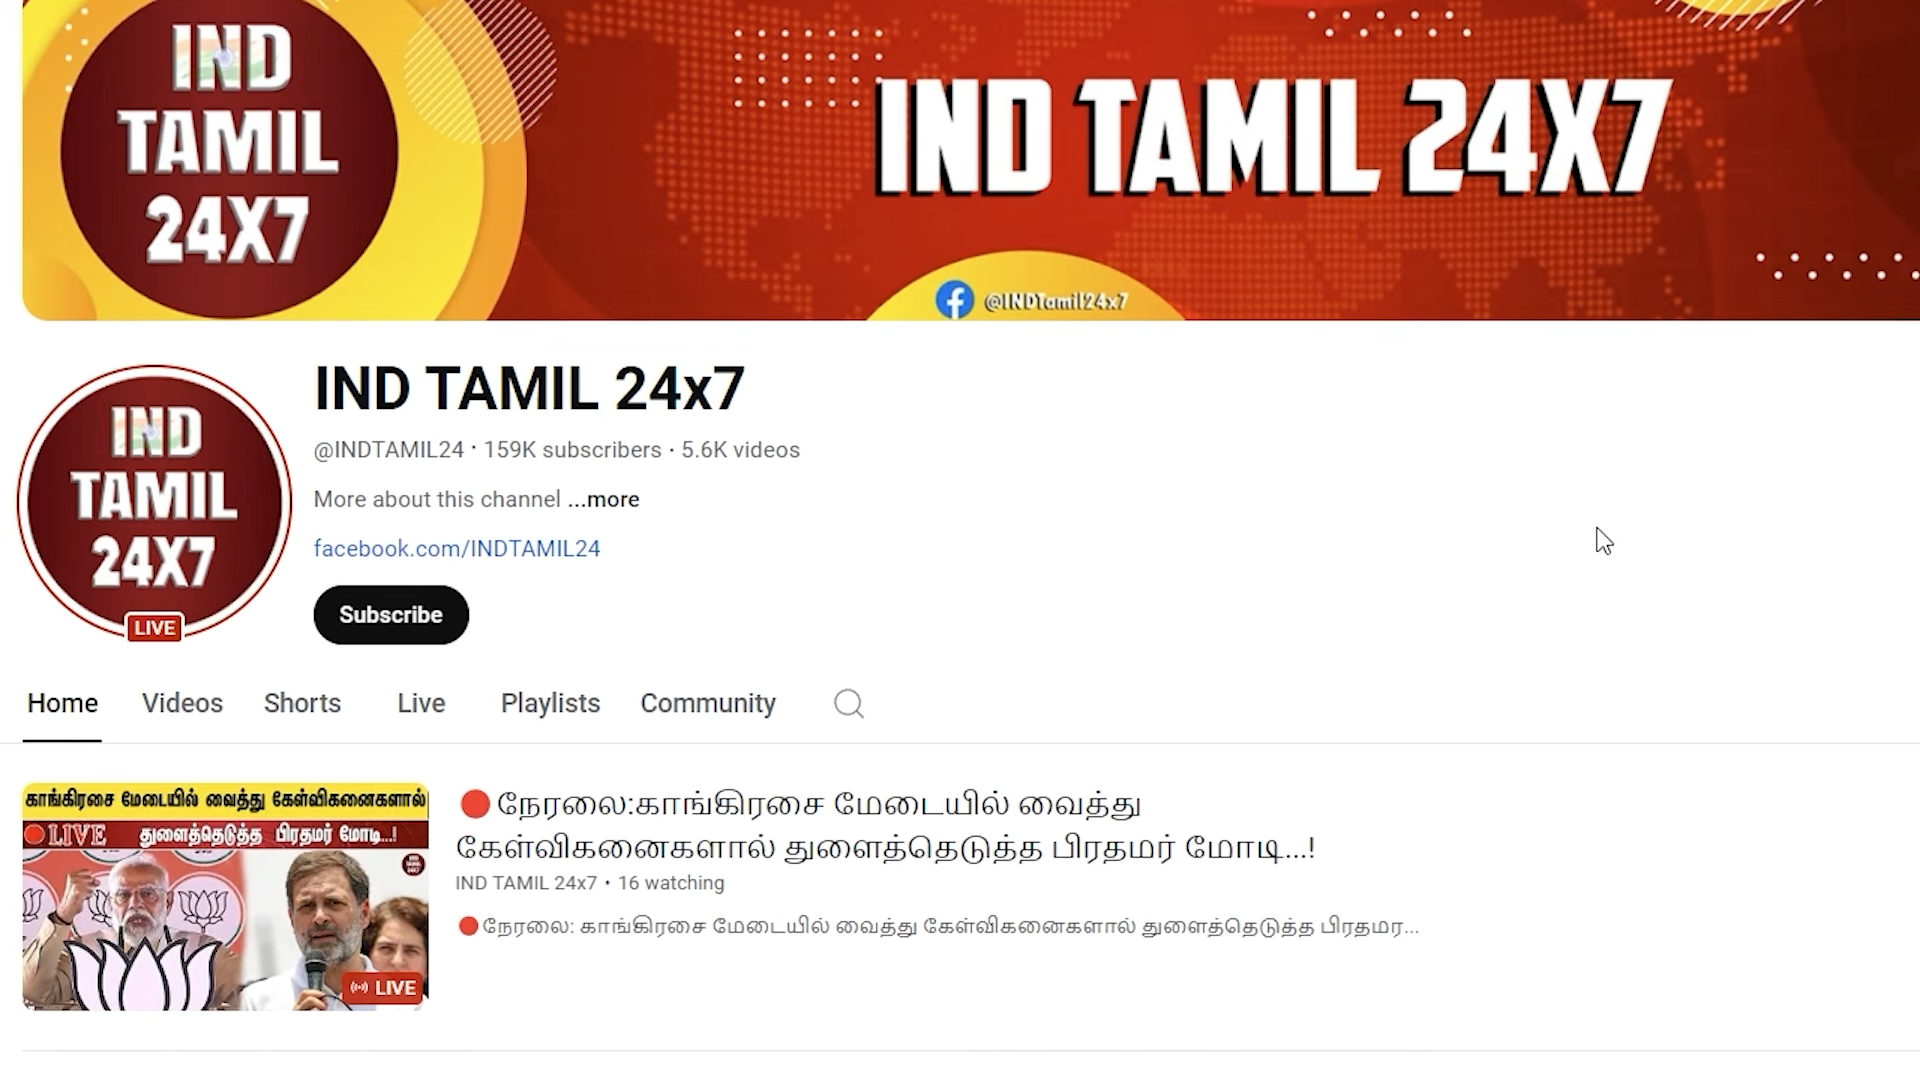 IND
TAMIL
24X7
IND TAMIL 24X7
@INDTamil24x7
IND
TAMIL
24X7
LIVE
IND TAMIL 24x7
@INDTAMIL24 · 159K subscribers · 5.6K videos
More about this channel ...more
facebook.com/INDTAMIL24
Subscribe
Home Videos Shorts Live Playlists Community
காங்கிரசை மேடையில் வைத்து கேள்விகனைகளால்
LIVE துளைத்தெடுத்த பிரதமர் மோடி...!
LIVE
நேரலை:காங்கிரசை மேடையில் வைத்து
கேள்விகனைகளால் துளைத்தெடுத்த பிரதமர் மோடி...!
IND TAMIL 24x7 • 16 watching
நேரலை: காங்கிரசை மேடையில் வைத்து கேள்விகனைகளால் துளைத்தெடுத்த பிரதமர...